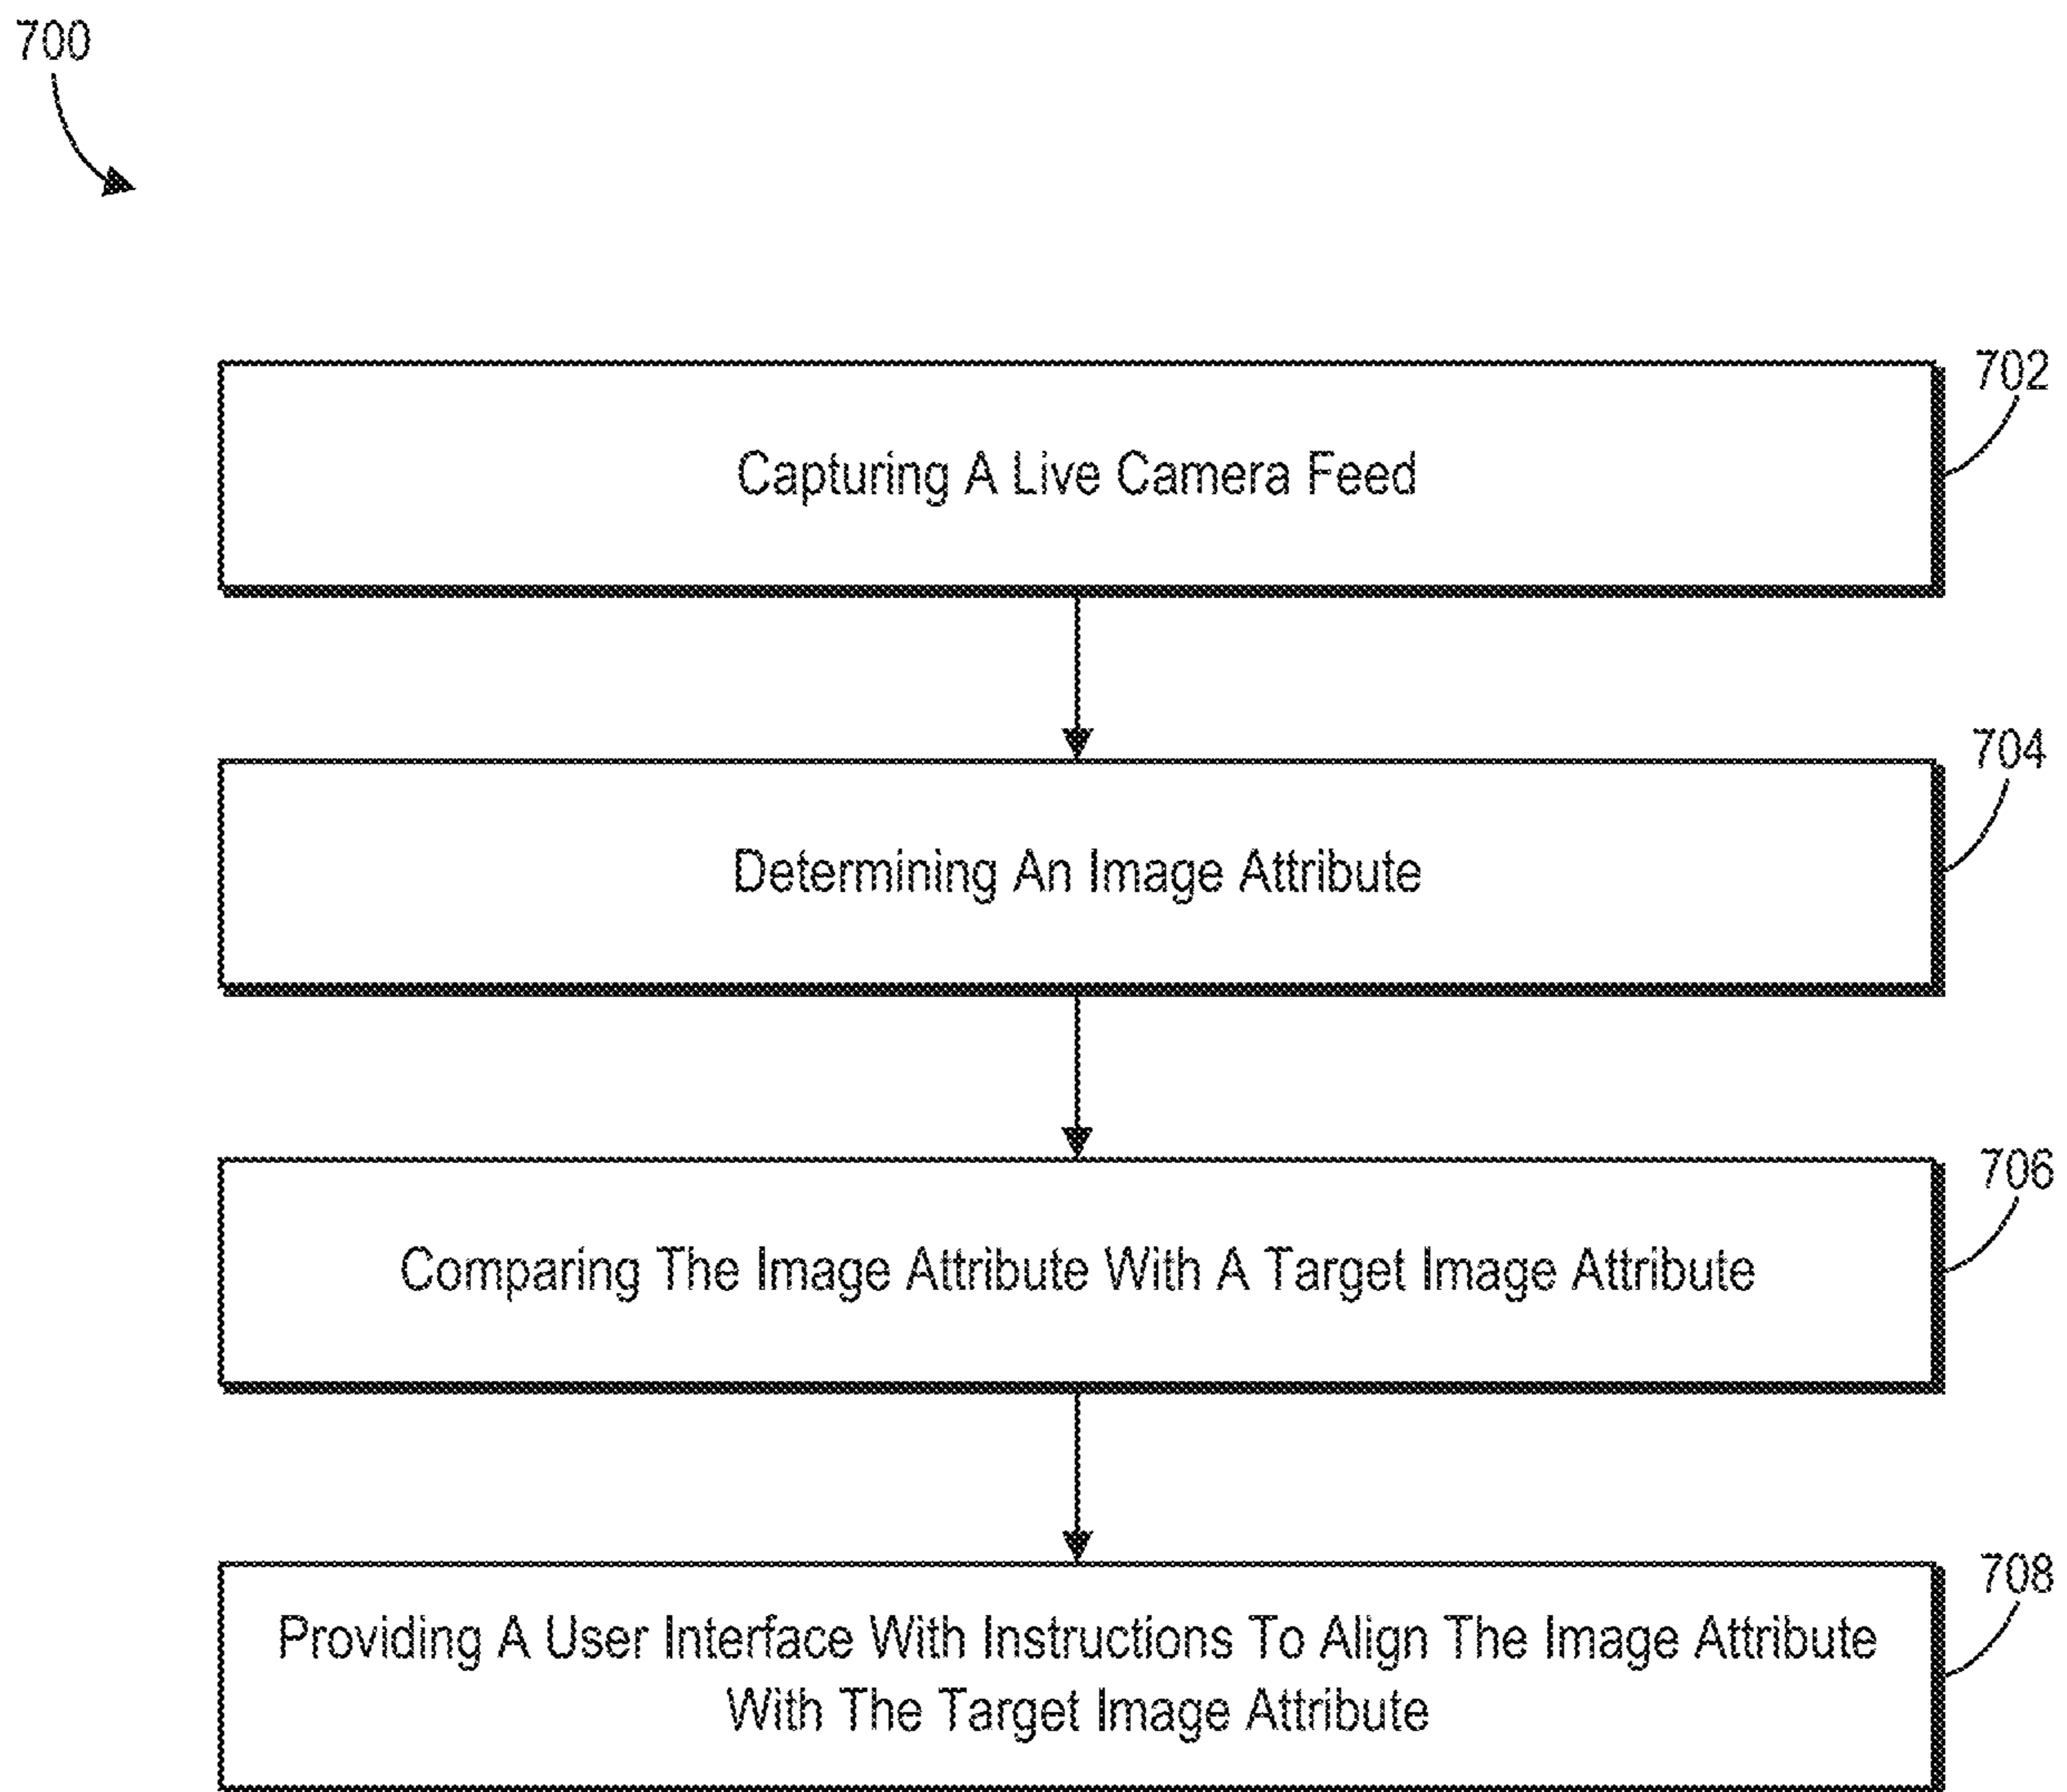 700
702
Capturing A Live Camera Feed
704
Determining An Image Attribute
706
Comparing The Image Attribute With A Target Image Attribute
708
Providing A User Interface With Instructions To Align The Image Attribute
With The Target Image Attribute